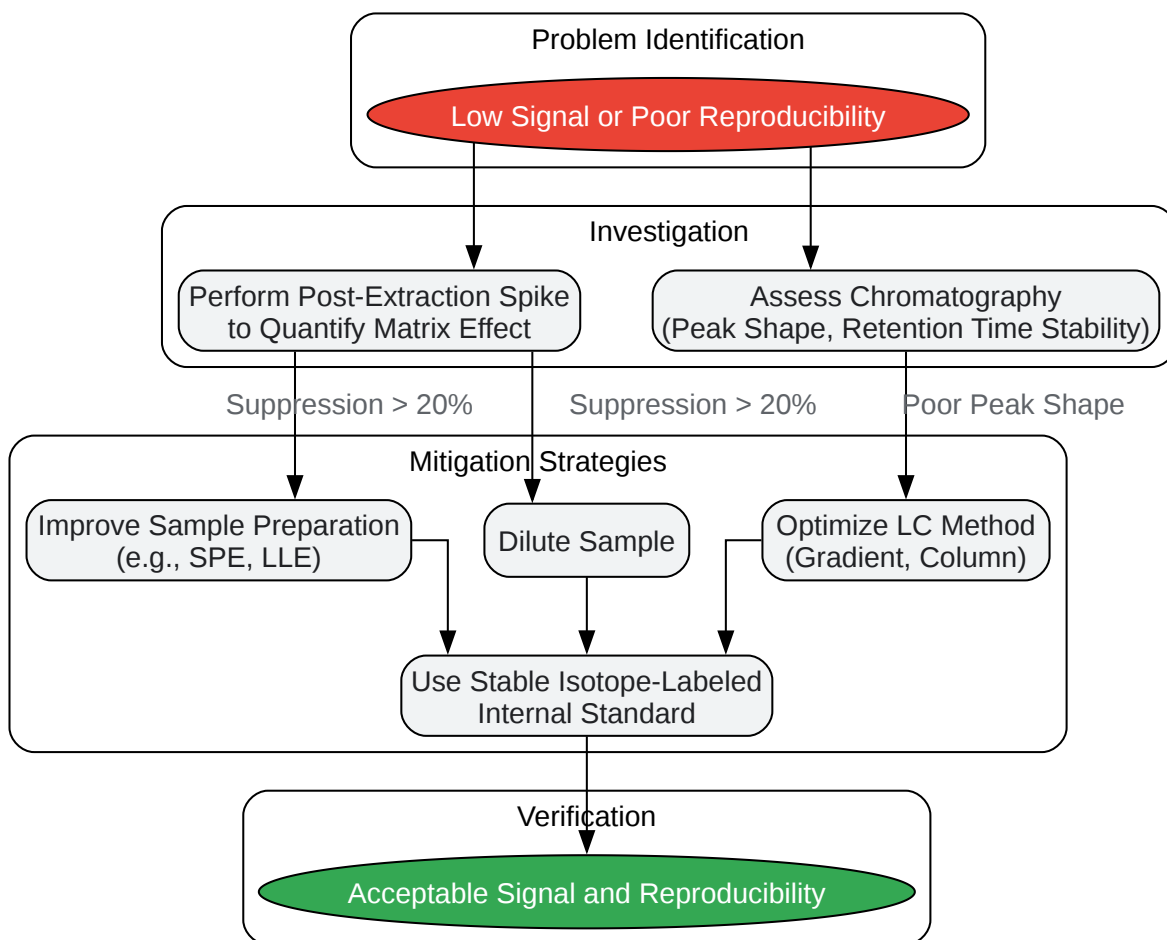 Problem Identification
Low Signal or Poor Reproducibility
Investigation
Perform Post-Extraction Spike
to Quantify Matrix Effect
Assess Chromatography
(Peak Shape, Retention Time Stability)
Suppression > 20%
Suppression > 20%
Poor Peak Shape
Mitigation Strategies
Improve Sample Preparation
(e.g., SPE, LLE)
Dilute Sample
Optimize LC Method
(Gradient, Column)
Use Stable Isotope-Labeled
Internal Standard
Verification
Acceptable Signal and Reproducibility